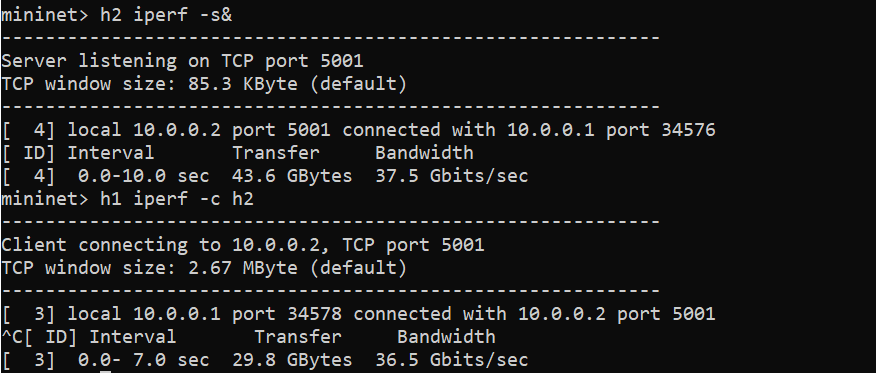 mininet> h2 iperf -s&
------------------------------------------------------------
Server listening on TCP port 5001
TCP window size: 85.3 KByte (default)
------------------------------------------------------------
[  4] local 10.0.0.2 port 5001 connected with 10.0.0.1 port 34576
[ ID] Interval       Transfer     Bandwidth
[  4]  0.0-10.0 sec  43.6 GBytes  37.5 Gbits/sec
mininet> h1 iperf -c h2
------------------------------------------------------------
Client connecting to 10.0.0.2, TCP port 5001
TCP window size: 2.67 MByte (default)
------------------------------------------------------------
[  3] local 10.0.0.1 port 34578 connected with 10.0.0.2 port 5001
^C[ ID] Interval       Transfer     Bandwidth
[  3]  0.0- 7.0 sec  29.8 GBytes  36.5 Gbits/sec